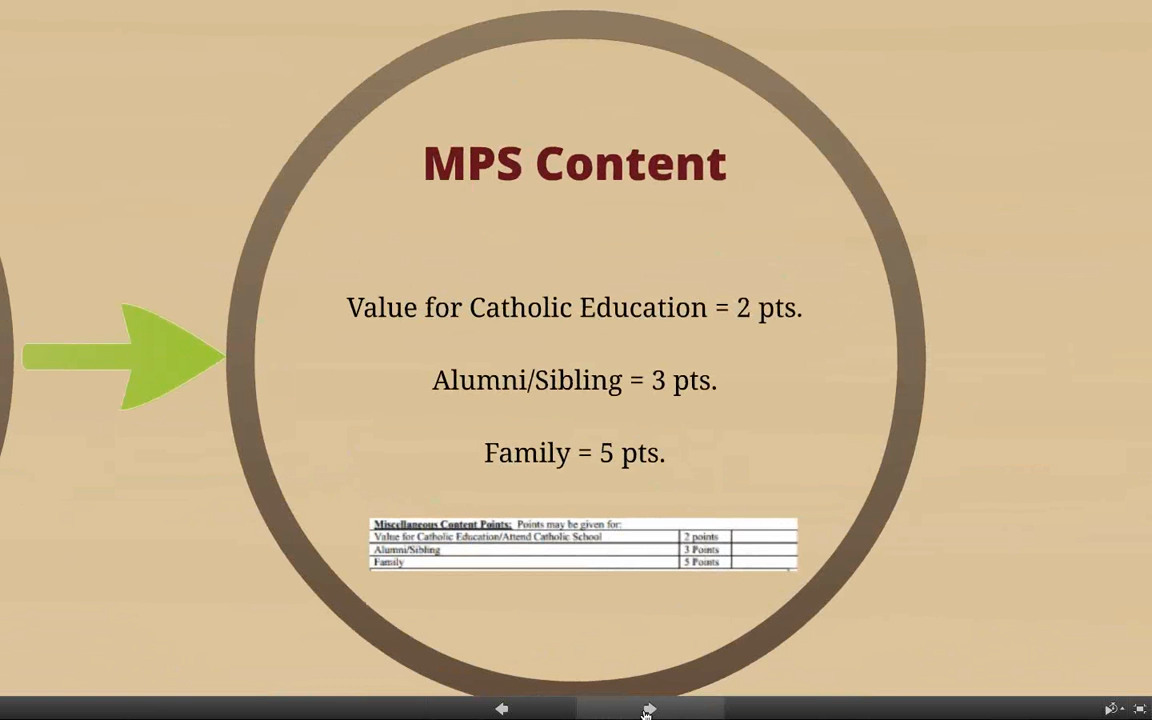 MPS Content
Value for Catholic Education = 2 pts.
Alumni/Sibling = 3 pts.
Family = 5 pts.
Miscellaneous Content Points: Points may be given for:
Value for Catholic Education/Attend Catholic School 2 points
Alumni/Sibling 3 Points
Family 5 Points